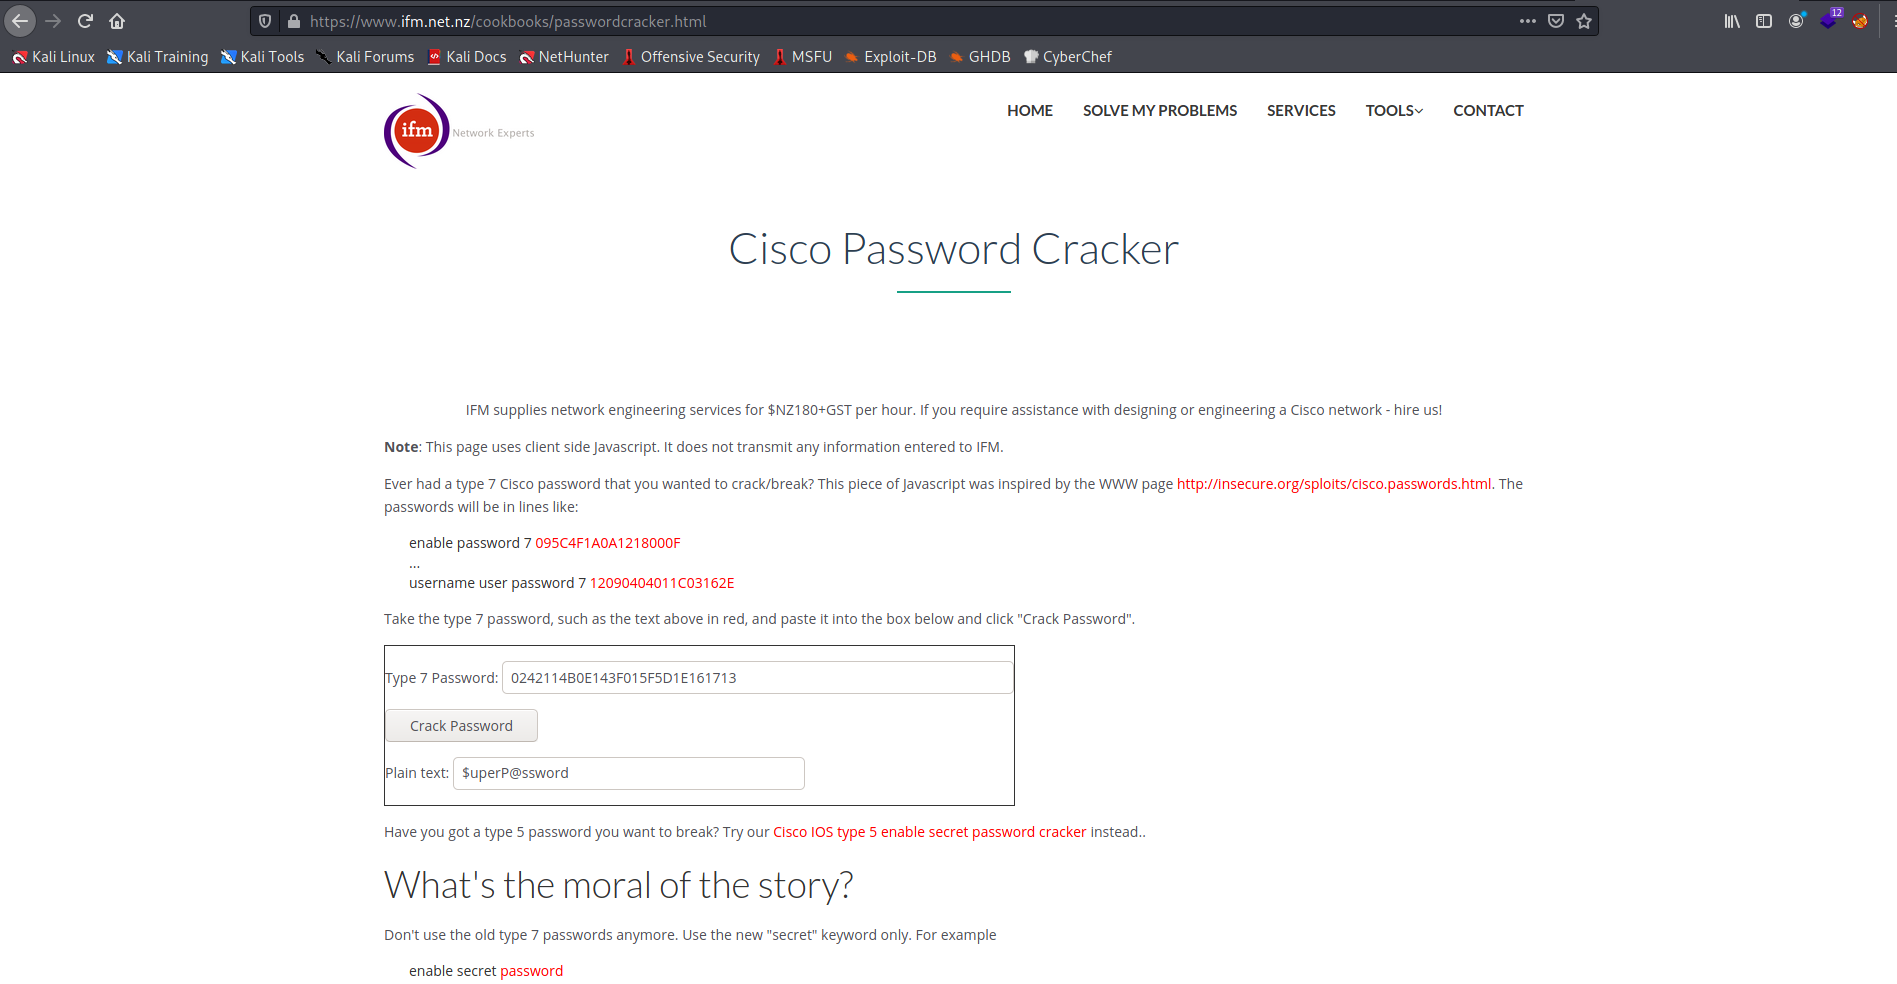 https://www.ifm.net.nz/cookbooks/passwordcracker.html
12
Kali Linux Kali Training Kali Tools Kali Forums Kali Docs NetHunter Offensive Security MSFU Exploit-DB GHDB CyberChef
ifm Network Experts
HOME SOLVE MY PROBLEMS SERVICES TOOLS CONTACT
Cisco Password Cracker
IFM supplies network engineering services for $NZ180+GST per hour. If you require assistance with designing or engineering a Cisco network - hire us!
Note: This page uses client side Javascript. It does not transmit any information entered to IFM.
Ever had a type 7 Cisco password that you wanted to crack/break? This piece of Javascript was inspired by the WWW page http://insecure.org/sploits/cisco.passwords.html. The
passwords will be in lines like:
enable password 7 095C4F1A0A1218000F
...
username user password 7 12090404011C03162E
Take the type 7 password, such as the text above in red, and paste it into the box below and click "Crack Password".
Type 7 Password: 0242114B0E143F015F5D1E161713
Crack Password
Plain text: $uperP@ssword
Have you got a type 5 password you want to break? Try our Cisco IOS type 5 enable secret password cracker instead..
What's the moral of the story?
Don't use the old type 7 passwords anymore. Use the new "secret" keyword only. For example
enable secret password